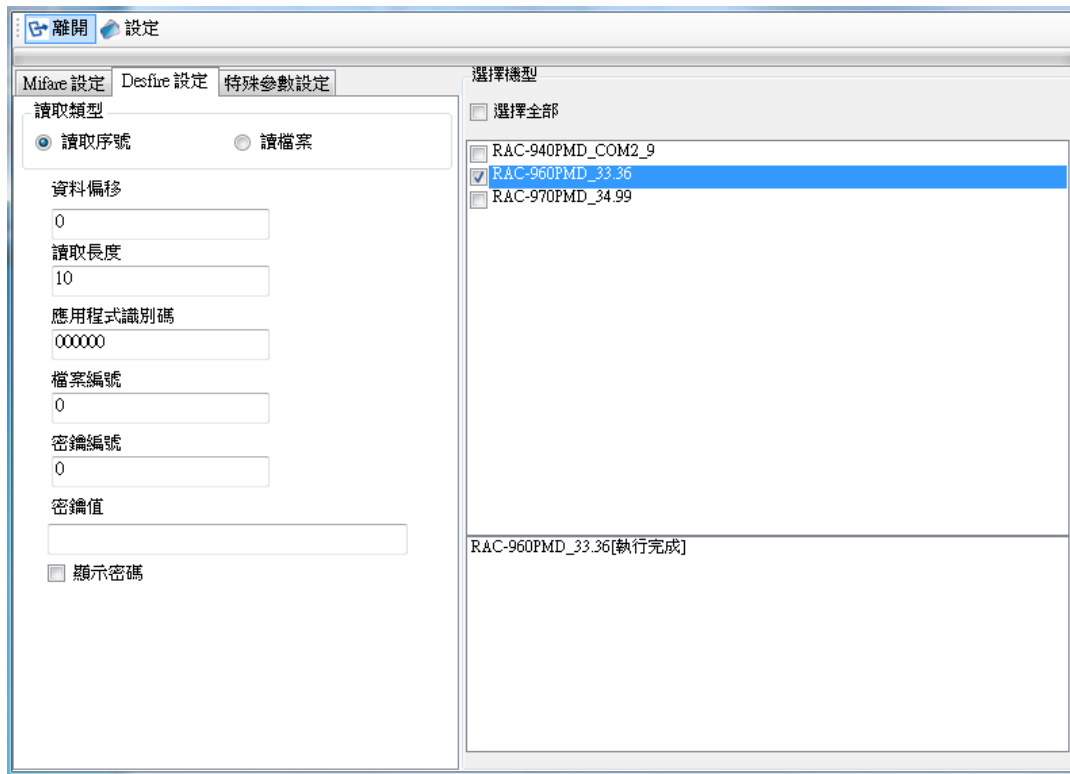 離開 設定
Mifare 設定 Desfire 設定 特殊參數設定
讀取類型
讀取序號 讀檔案
資料偏移
0
讀取長度
10
應用程式識別碼
000000
檔案編號
0
密鑰編號
0
密鑰值
顯示密碼
選擇機型
選擇全部
RAC-940PMD_COM2_9
RAC-960PMD_33.36
RAC-970PMD_34.99
RAC-960PMD_33.36[執行完成]